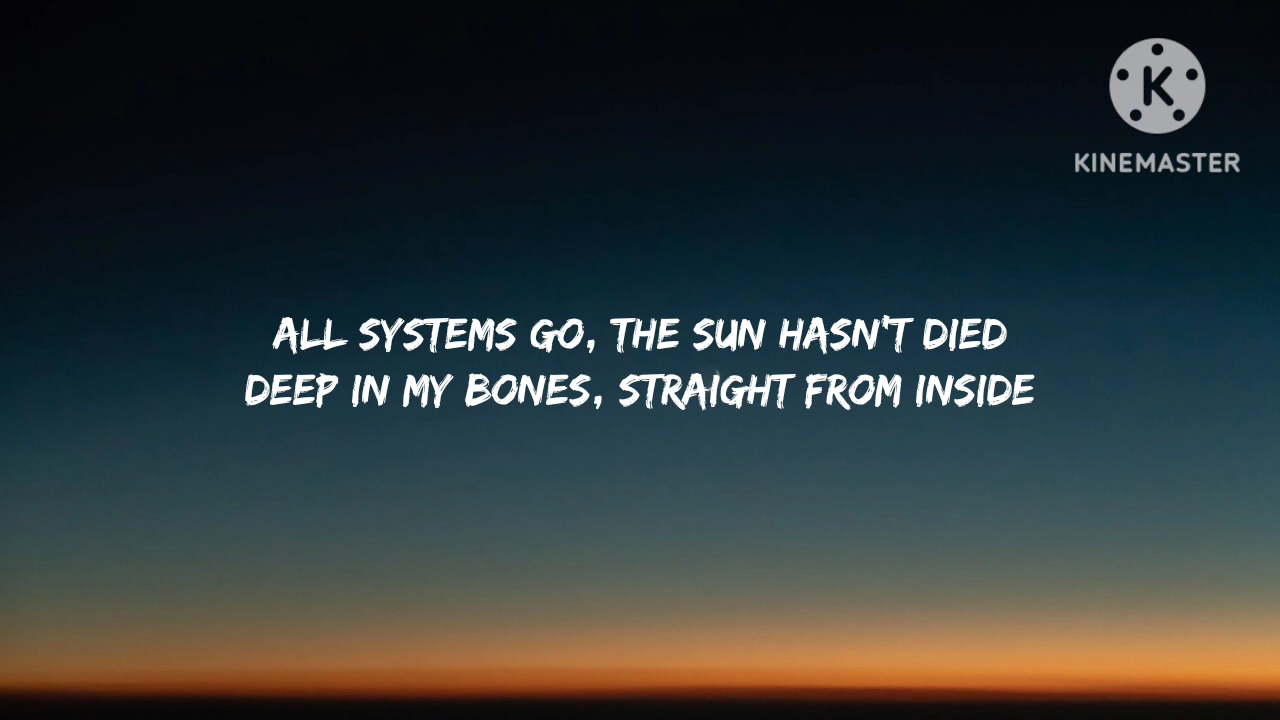 K
KINEMASTER
ALL SYSTEMS GO, THE SUN HASN'T DIED
DEEP IN MY BONES, STRAIGHT FROM INSIDE